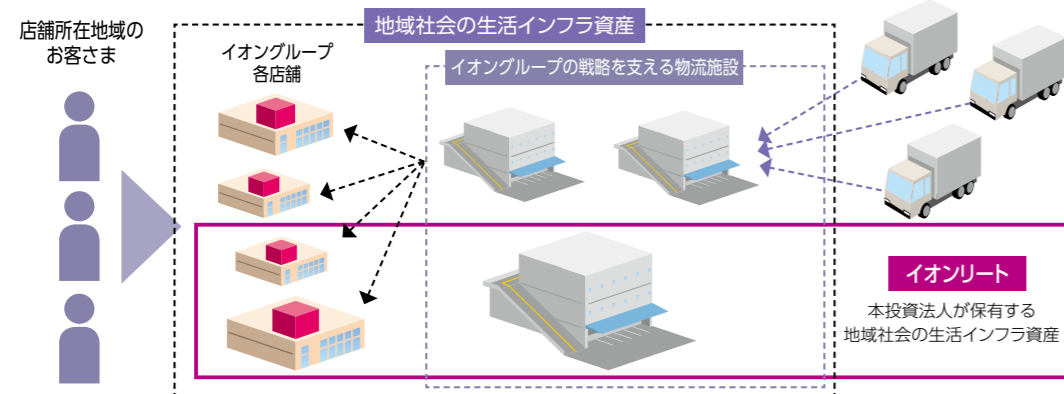 店舗所在地域の
お客さま
地域社会の生活インフラ資産
イオングループ
各店舗
イオングループの戦略を支える物流施設
イオンリート
本投資法人が保有する
地域社会の生活インフラ資産